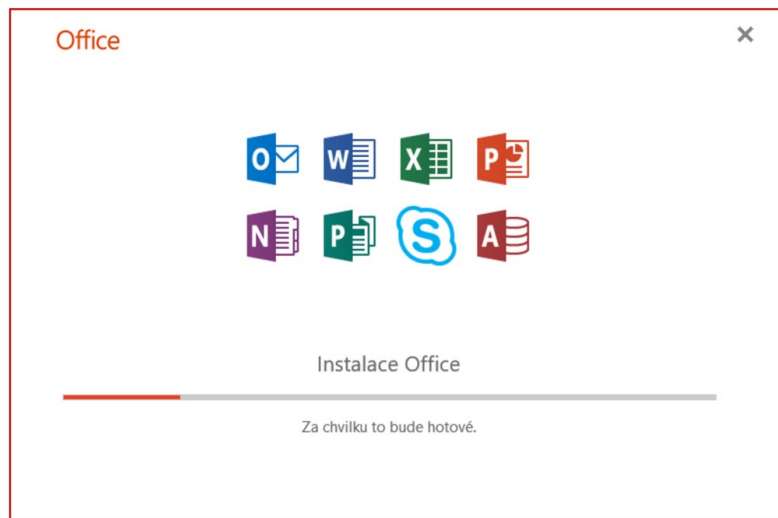 Office
O W X P
N P S A
Instalace Office
Za chvilku to bude hotové.